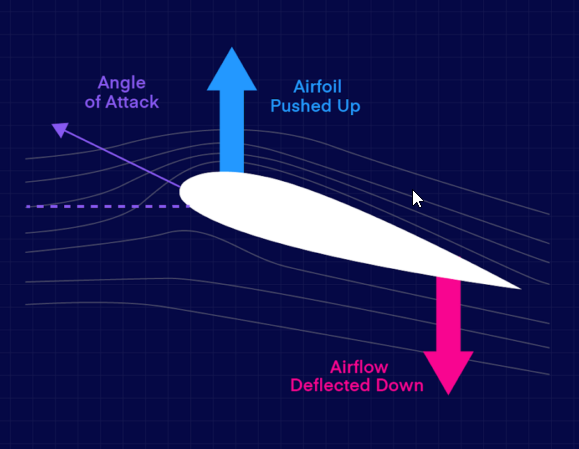 Angle
of Attack
Airfoil
Pushed Up
Airflow
Deflected Down